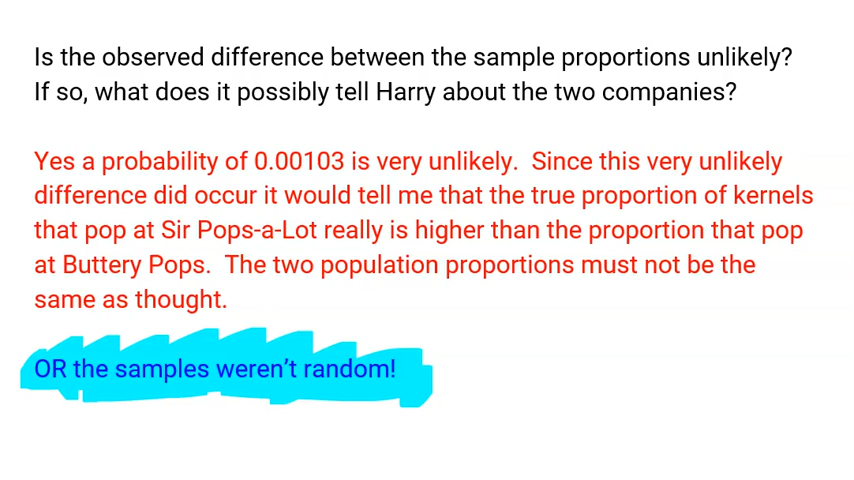 Is the observed difference between the sample proportions unlikely?
If so, what does it possibly tell Harry about the two companies?
Yes a probability of 0.00103 is very unlikely.  Since this very unlikely
difference did occur it would tell me that the true proportion of kernels
that pop at Sir Pops-a-Lot really is higher than the proportion that pop
at Buttery Pops.  The two population proportions must not be the
same as thought.
OR the samples weren’t random!